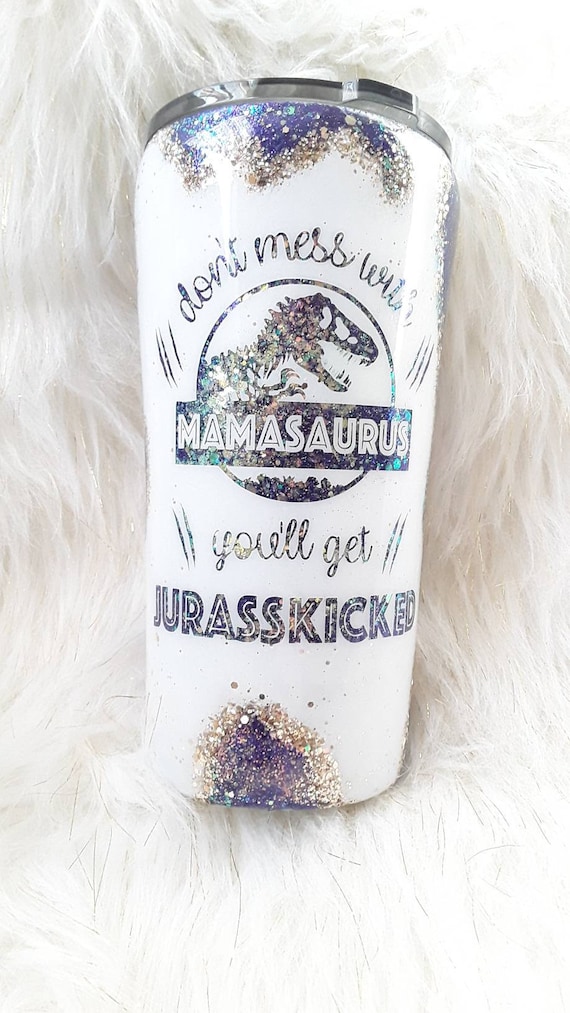 don't mess with
MAMASAURUS
you'll get
JURASSKICKED